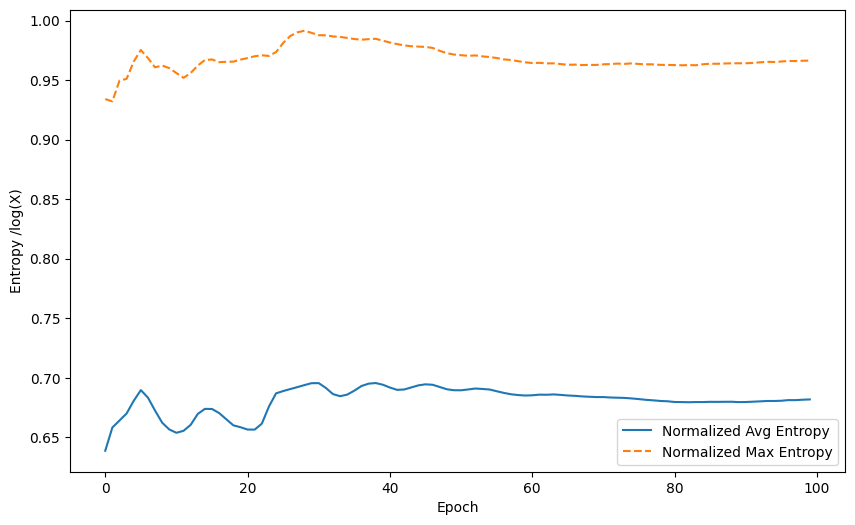 1.00
0.95
0.90
0.85
0.80
0.75
0.70
0.65
Entropy /log(X)
0 20 40 60 80 100
Epoch
Normalized Avg Entropy
Normalized Max Entropy